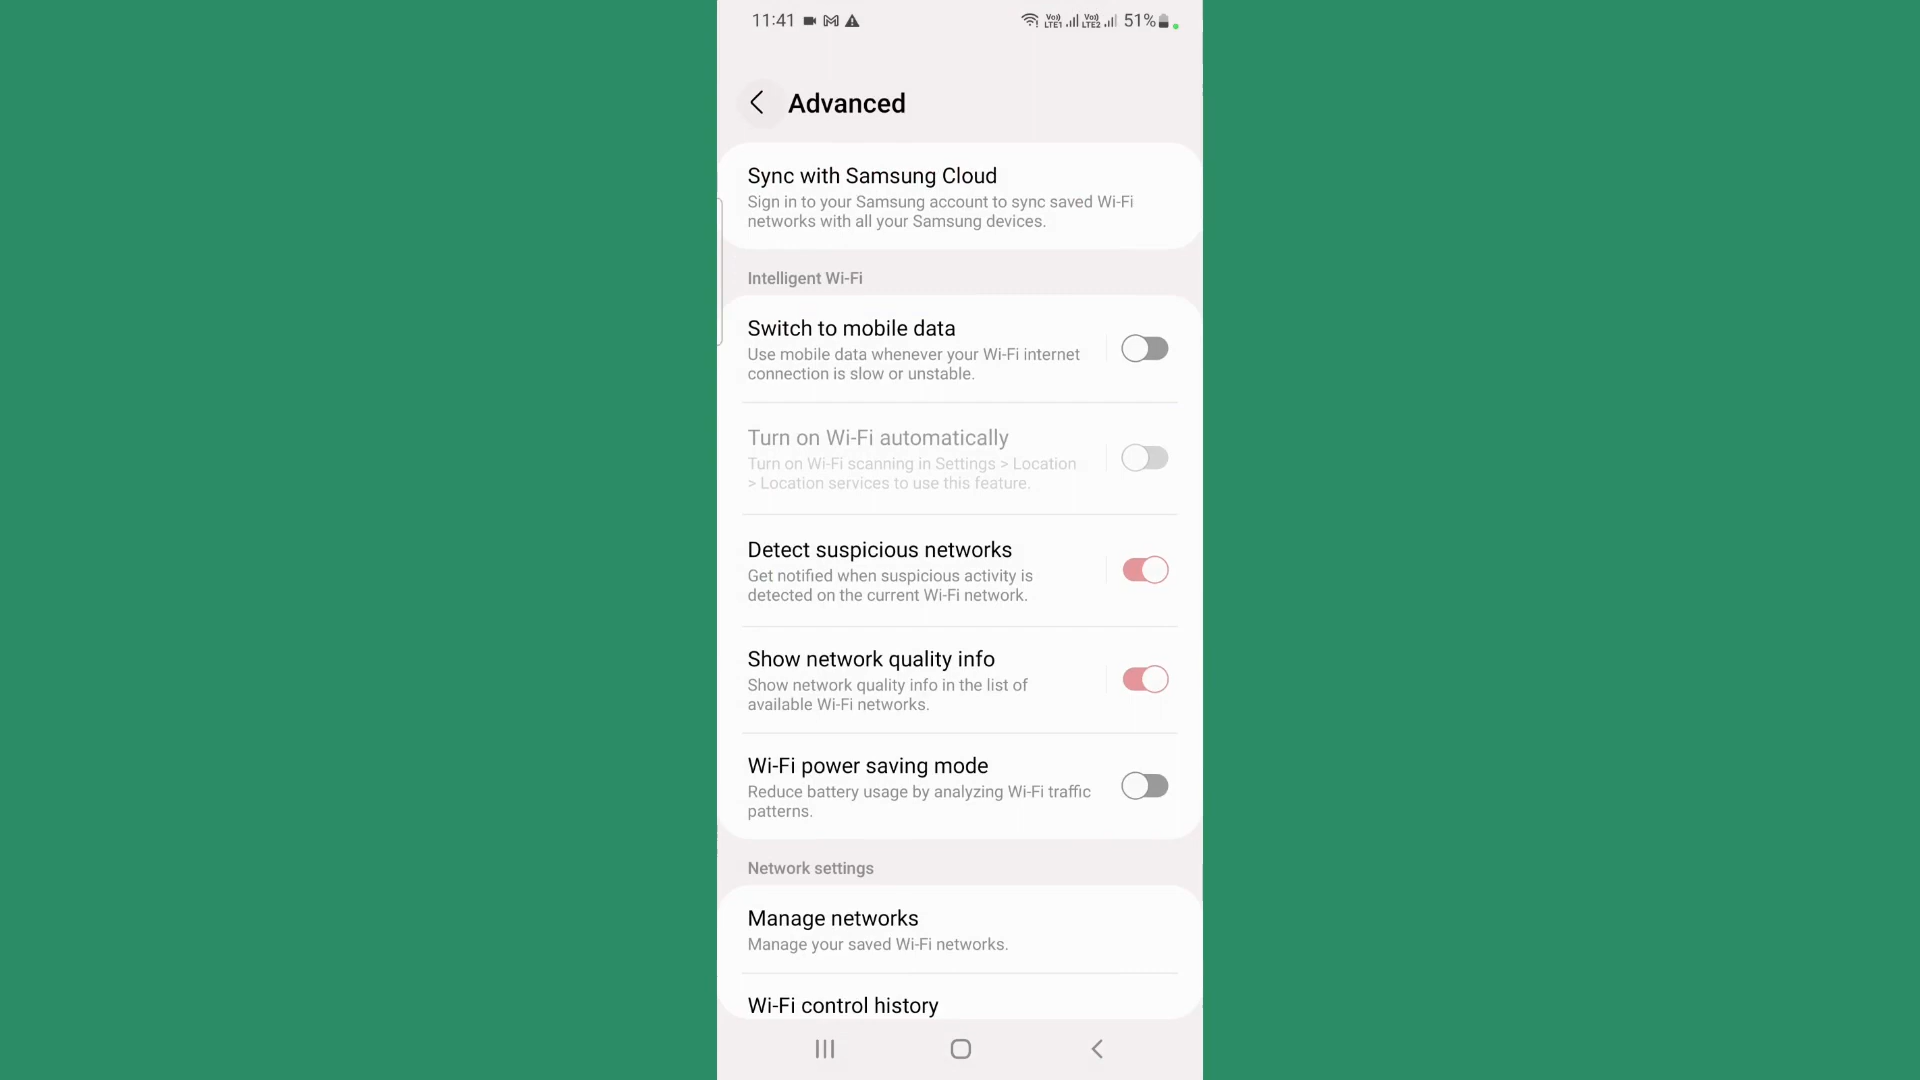 11:41
Vo)) LTE1 Vo)) LTE2 51%
Advanced
Sync with Samsung Cloud
Sign in to your Samsung account to sync saved Wi-Fi
networks with all your Samsung devices.
Intelligent Wi-Fi
Switch to mobile data
Use mobile data whenever your Wi-Fi internet
connection is slow or unstable.
Turn on Wi-Fi automatically
Turn on Wi-Fi scanning in Settings > Location
> Location services to use this feature.
Detect suspicious networks
Get notified when suspicious activity is
detected on the current Wi-Fi network.
Show network quality info
Show network quality info in the list of
available Wi-Fi networks.
Wi-Fi power saving mode
Reduce battery usage by analyzing Wi-Fi traffic
patterns.
Network settings
Manage networks
Manage your saved Wi-Fi networks.
Wi-Fi control history